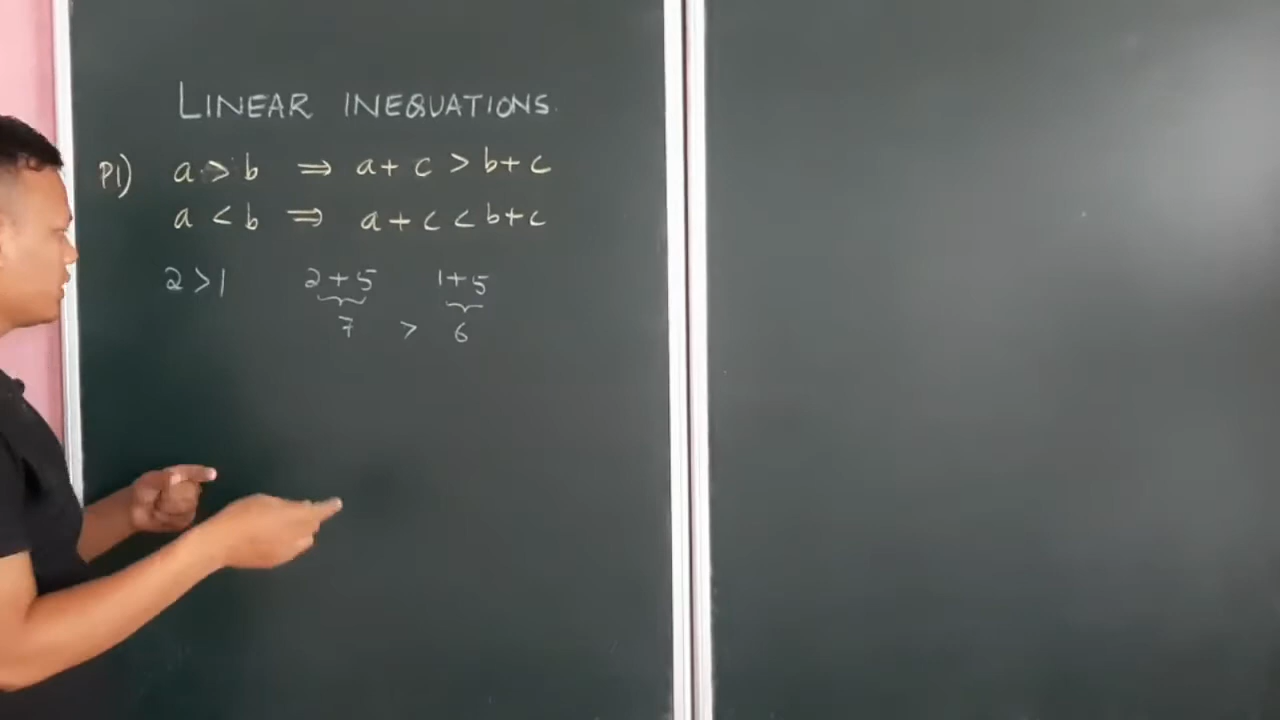 LINEAR INEQUATIONS.
P1) a > b ⇒ a + c > b + c
a < b ⇒ a + c < b + c
2 > 1 2 + 5 1 + 5
7 > 6